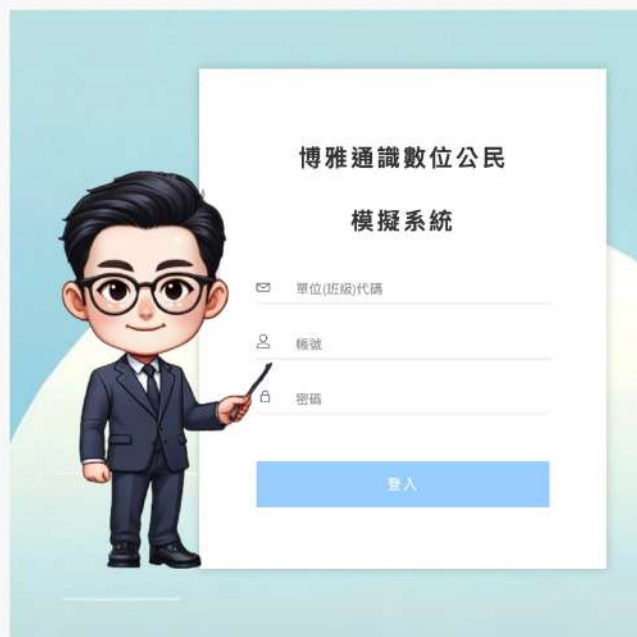 博雅通識數位公民
模擬系統
單位(班級)代碼
帳號
密碼
登入